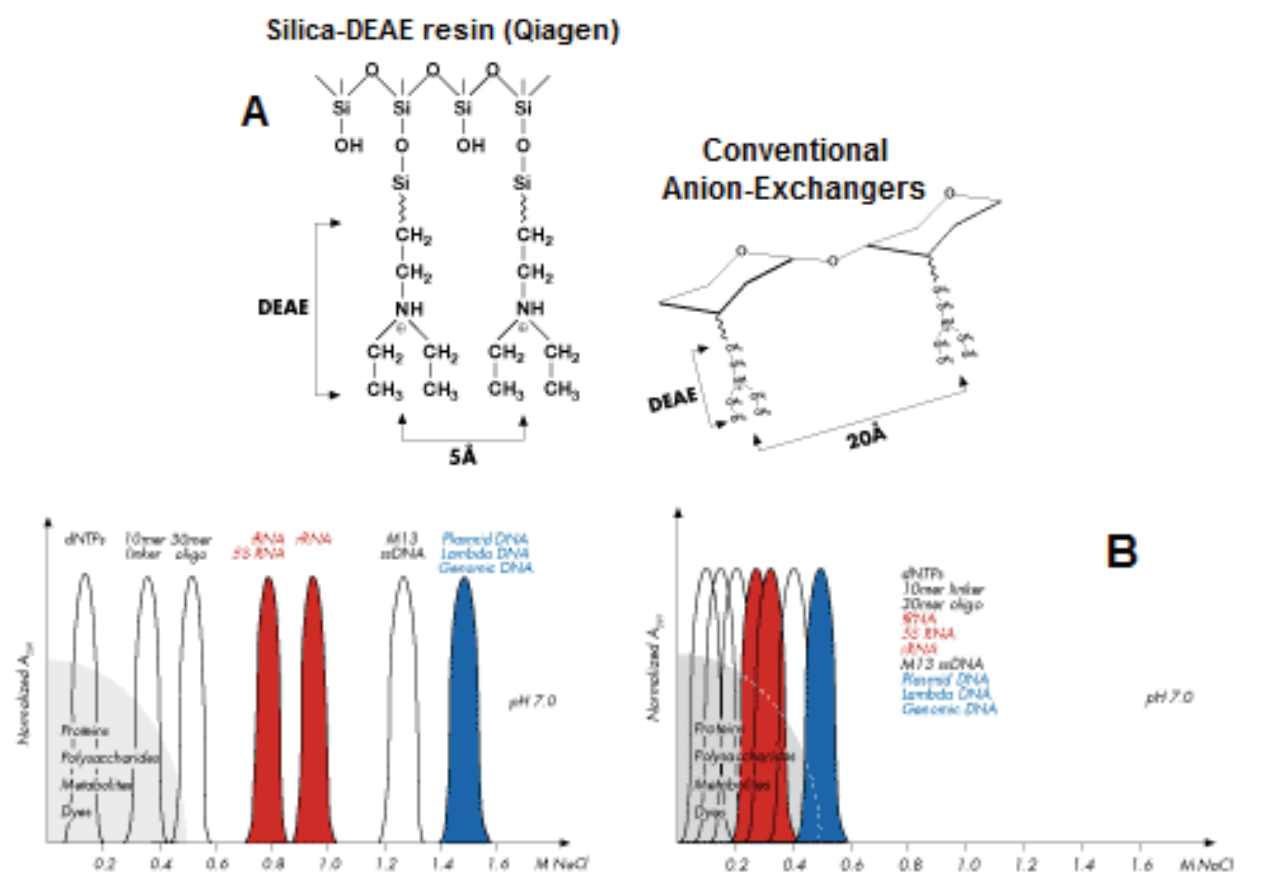 Silica-DEAE resin (Qiagen)
A
O O O
Si Si Si Si
OH O OH O
Si Si
CH2 CH2
CH2 CH2
DEAE
NH NH
⊕ ⊕
CH2 CH2 CH2 CH2
CH3 CH3 CH3 CH3
5Å
Conventional
Anion-Exchangers
O
O
O
DEAE
20Å
dNTPs 10mer 30mer tRNA rRNA M13 Plasmid DNA
linker oligo 5S RNA ssDNA Lambda DNA
Genomic DNA
Normalized
pH 7.0
Proteins
Polysaccharides
Metabolites
Dyes
0.2 0.4 0.6 0.8 1.0 1.2 1.4 1.6 M NaCl
B
dNTPs
10mer linker
30mer oligo
tRNA
5S RNA
rRNA
M13 ssDNA
Plasmid DNA
Lambda DNA
Genomic DNA
Normalized
pH 7.0
Proteins
Polysaccharides
Metabolites
Dyes
0.2 0.4 0.6 0.8 1.0 1.2 1.4 1.6 M NaCl